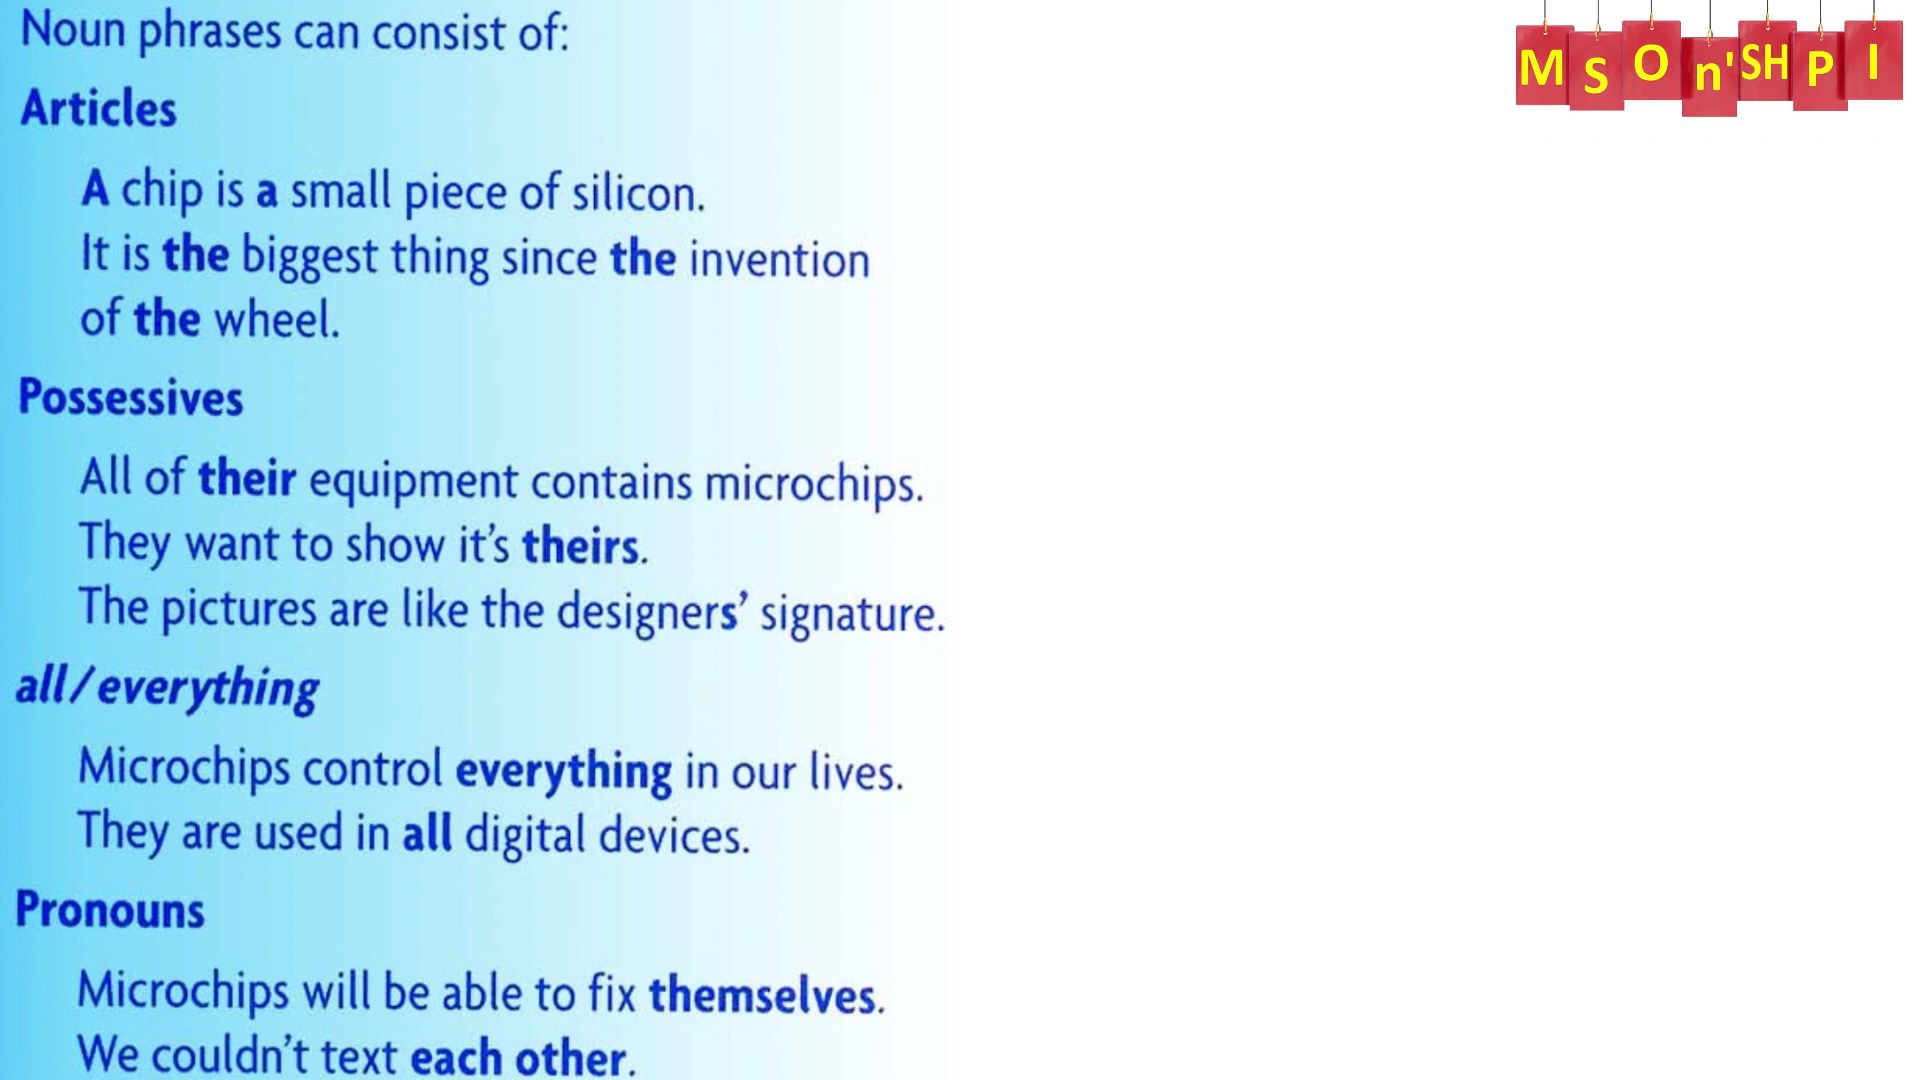 Noun phrases can consist of:
Articles
A chip is a small piece of silicon.
It is the biggest thing since the invention
of the wheel.
Possessives
All of their equipment contains microchips.
They want to show it’s theirs.
The pictures are like the designers’ signature.
all/everything
Microchips control everything in our lives.
They are used in all digital devices.
Pronouns
Microchips will be able to fix themselves.
We couldn’t text each other.
M S O n' SH P I